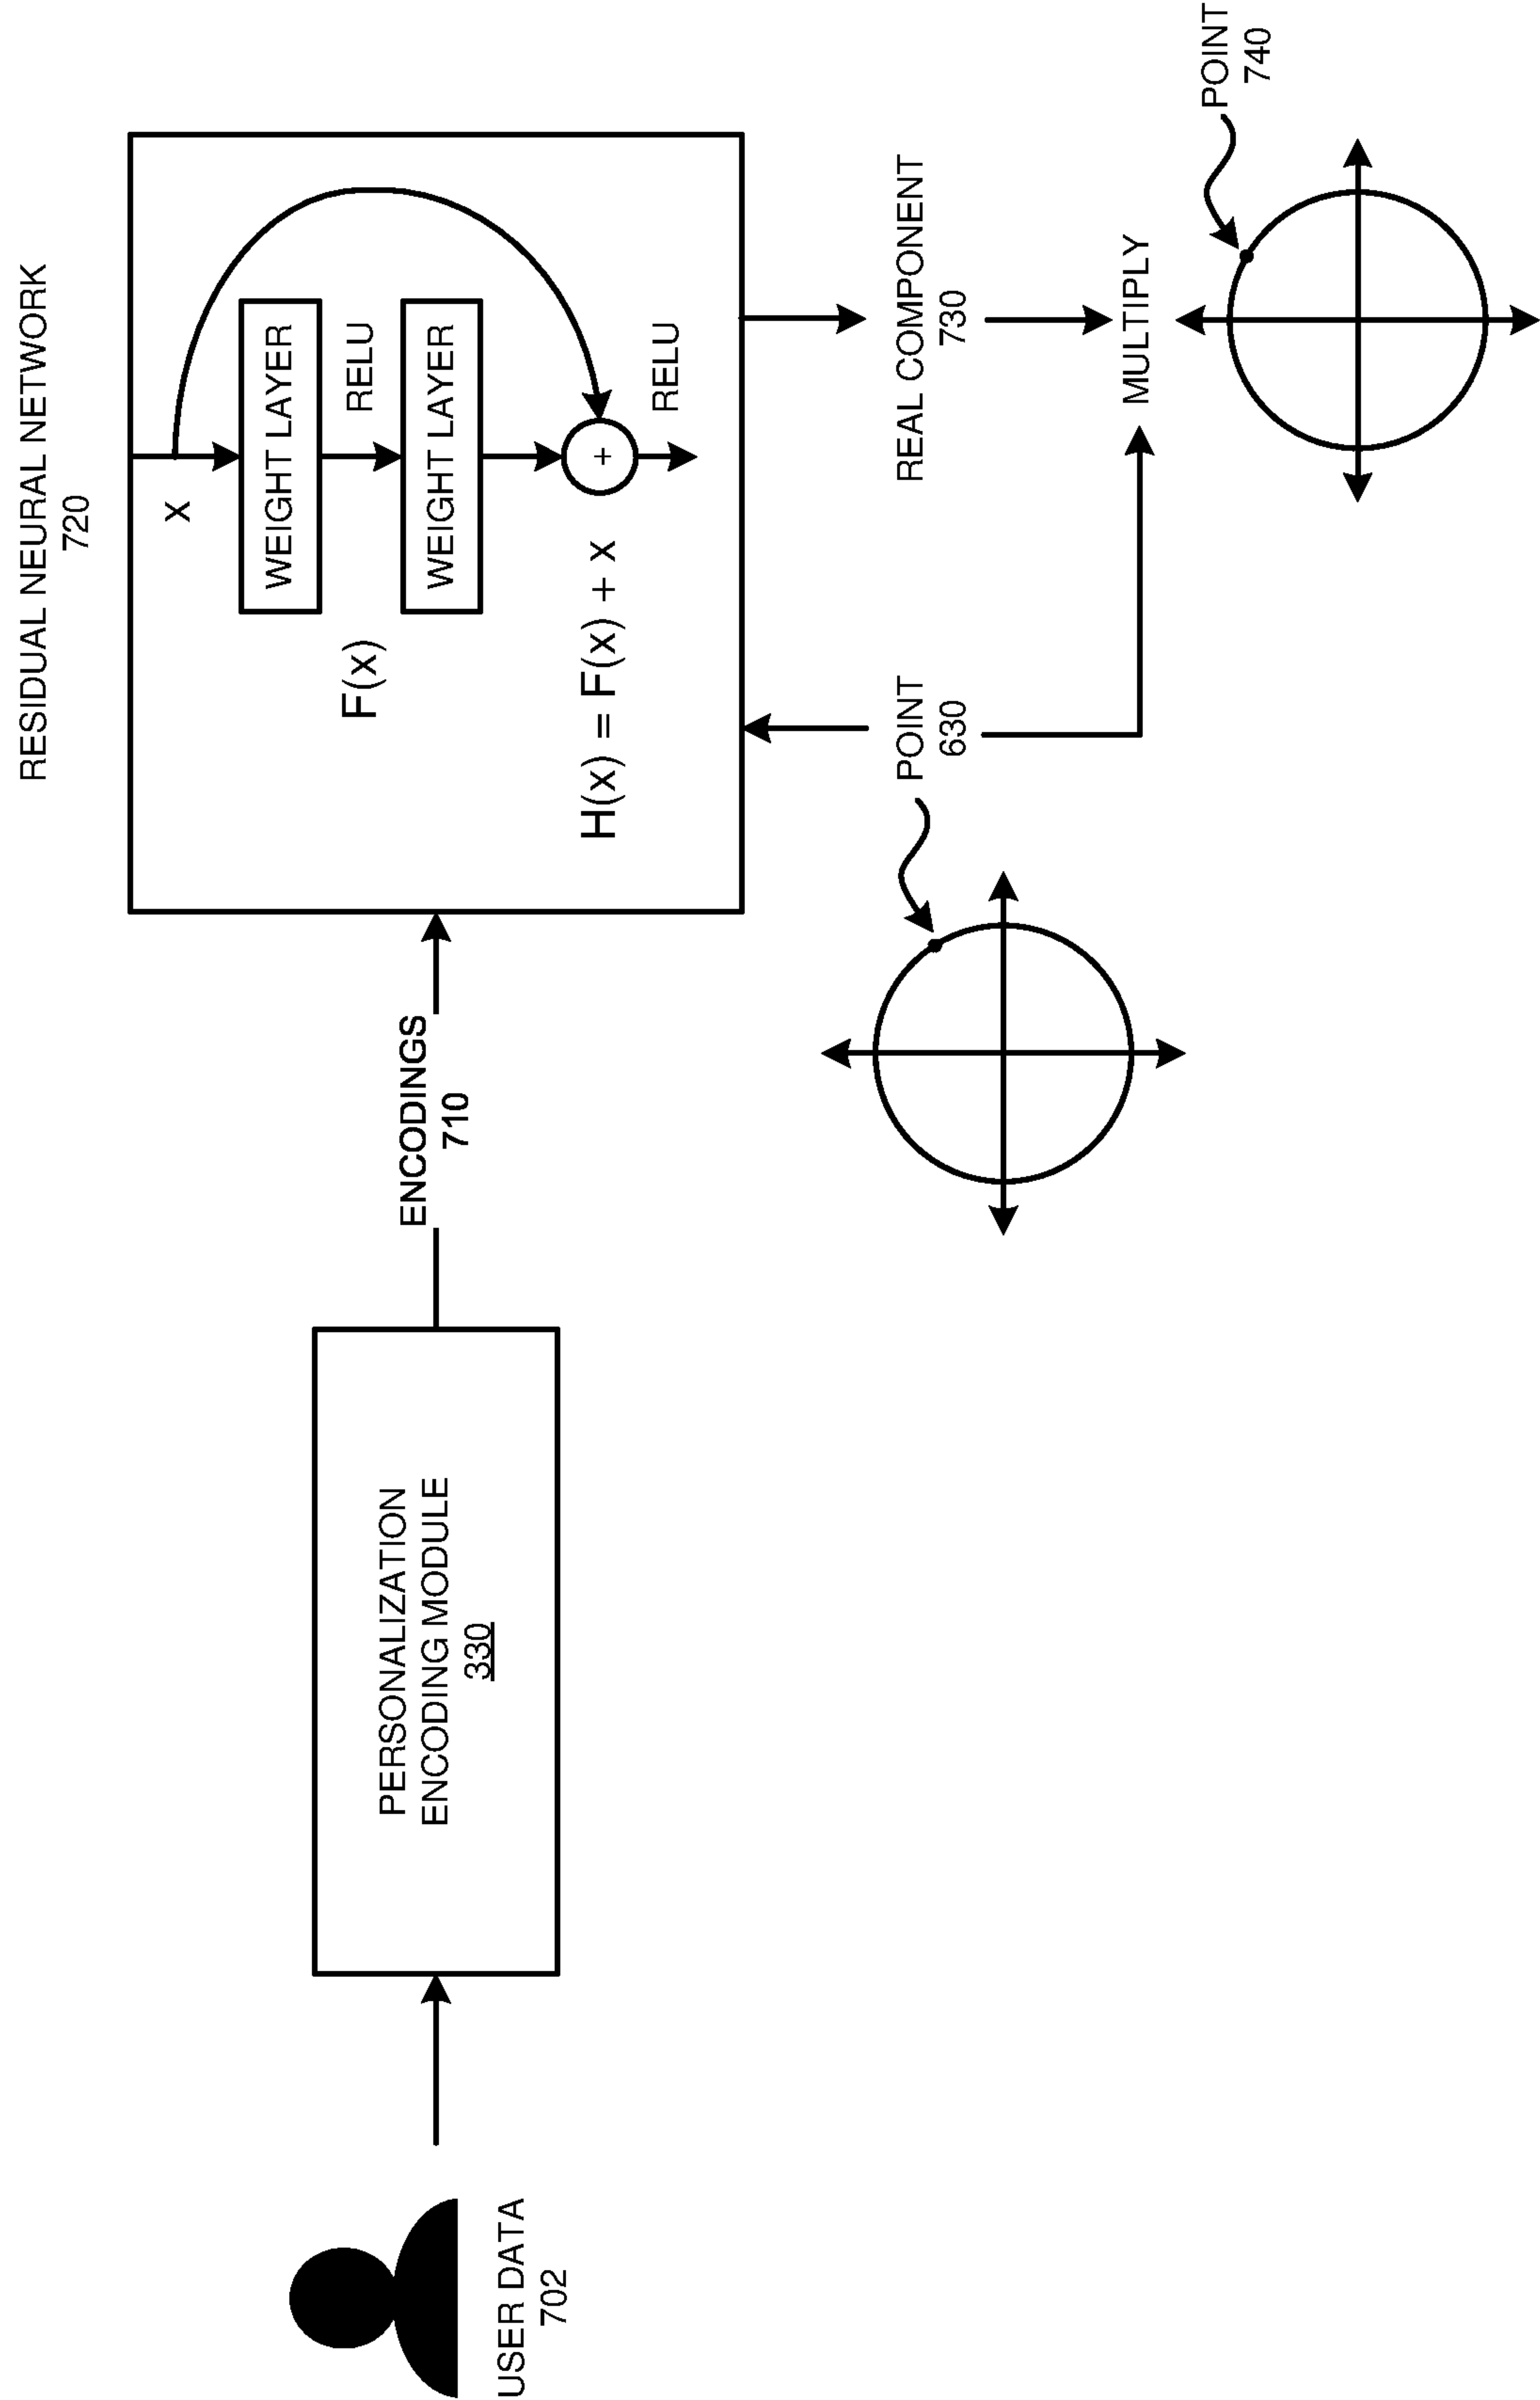 RESIDUAL NEURAL NETWORK
720
x
WEIGHT LAYER
F(x)
RELU
WEIGHT LAYER
+
H(x) = F(x) + x
RELU
USER DATA
702
PERSONALIZATION
ENCODING MODULE
330
ENCODINGS
710
POINT
630
REAL COMPONENT
730
MULTIPLY
POINT
740